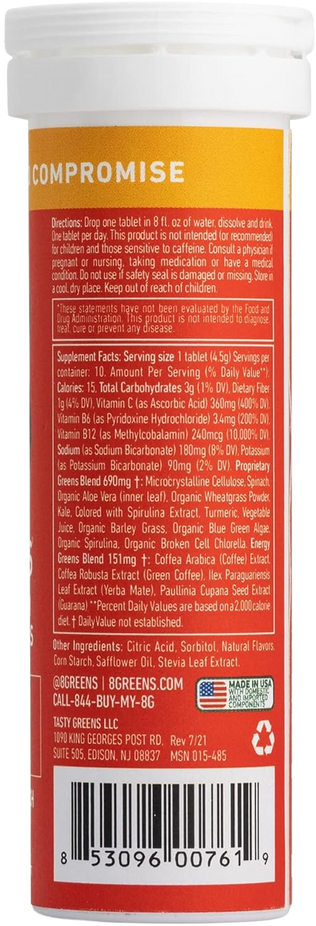 COMPROMISE
Directions: Drop one tablet in 8 fl. oz of water, dissolve and drink.
One tablet per day. This product is not intended (or recommended)
for children and those sensitive to caffeine. Consult a physician if
pregnant or nursing, taking medication or have a medical
condition. Do not use if safety seal is damaged or missing. Store in
a cool, dry place. Keep out of reach of children.
*These statements have not been evaluated by the Food and
Drug Administration. This product is not intended to diagnose,
treat, cure or prevent any disease.
Supplement Facts: Serving size 1 tablet (4.5g) Servings per
container: 10. Amount Per Serving (% Daily Value**).
Calories: 15, Total Carbohydrates 3g (1% DV), Dietary Fiber
1g (4% DV), Vitamin C (as Ascorbic Acid) 360mg (400% DV)
Vitamin B6 (as Pyridoxine Hydrochloride) 3.4mg (200% DV),
Vitamin B12 (as Methylcobalamin) 240mcg (10,000% DV),
Sodium (as Sodium Bicarbonate) 180mg (8% DV), Potassium
(as Potassium Bicarbonate) 90mg (2% DV). Proprietary
Greens Blend 690mg †: Microcrystalline Cellulose, Spinach,
Organic Aloe Vera (inner leaf), Organic Wheatgrass Powder,
Kale, Colored with Spirulina Extract, Turmeric, Vegetable
Juice, Organic Barley Grass, Organic Blue Green Algae,
Organic Spirulina, Organic Broken Cell Chlorella. Energy
Greens Blend 151mg †: Coffea Arabica (Coffee) Extract,
Coffea Robusta Extract (Green Coffee), Ilex Paraguariensis
Leaf Extract (Yerba Mate), Paullinia Cupana Seed Extract
(Guarana) **Percent Daily Values are based on a 2,000 calorie
diet. † Daily Value not established.
Other Ingredients: Citric Acid, Sorbitol, Natural Flavors,
Corn Starch, Safflower Oil, Stevia Leaf Extract.
@8GREENS | 8GREENS.COM
CALL-844-BUY-MY-8G
MADE IN USA
WITH DOMESTIC
AND IMPORTED
COMPONENTS
TASTY GREENS LLC
1090 KING GEORGES POST RD, Rev 7/21
SUITE 505, EDISON, NJ 08837 MSN 015-485
8 53096 00761 9